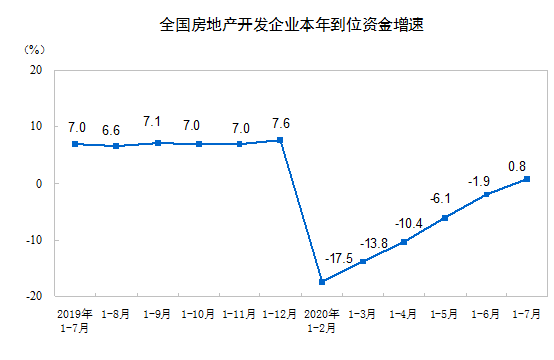 全国房地产开发企业本年到位资金增速
(%)
20
10
0
-10
-20
7.0
6.6
7.1
7.0
7.0
7.6
-17.5
-13.8
-10.4
-6.1
-1.9
0.8
2019年
1-7月
1-8月
1-9月
1-10月
1-11月
1-12月
2020年
1-2月
1-3月
1-4月
1-5月
1-6月
1-7月